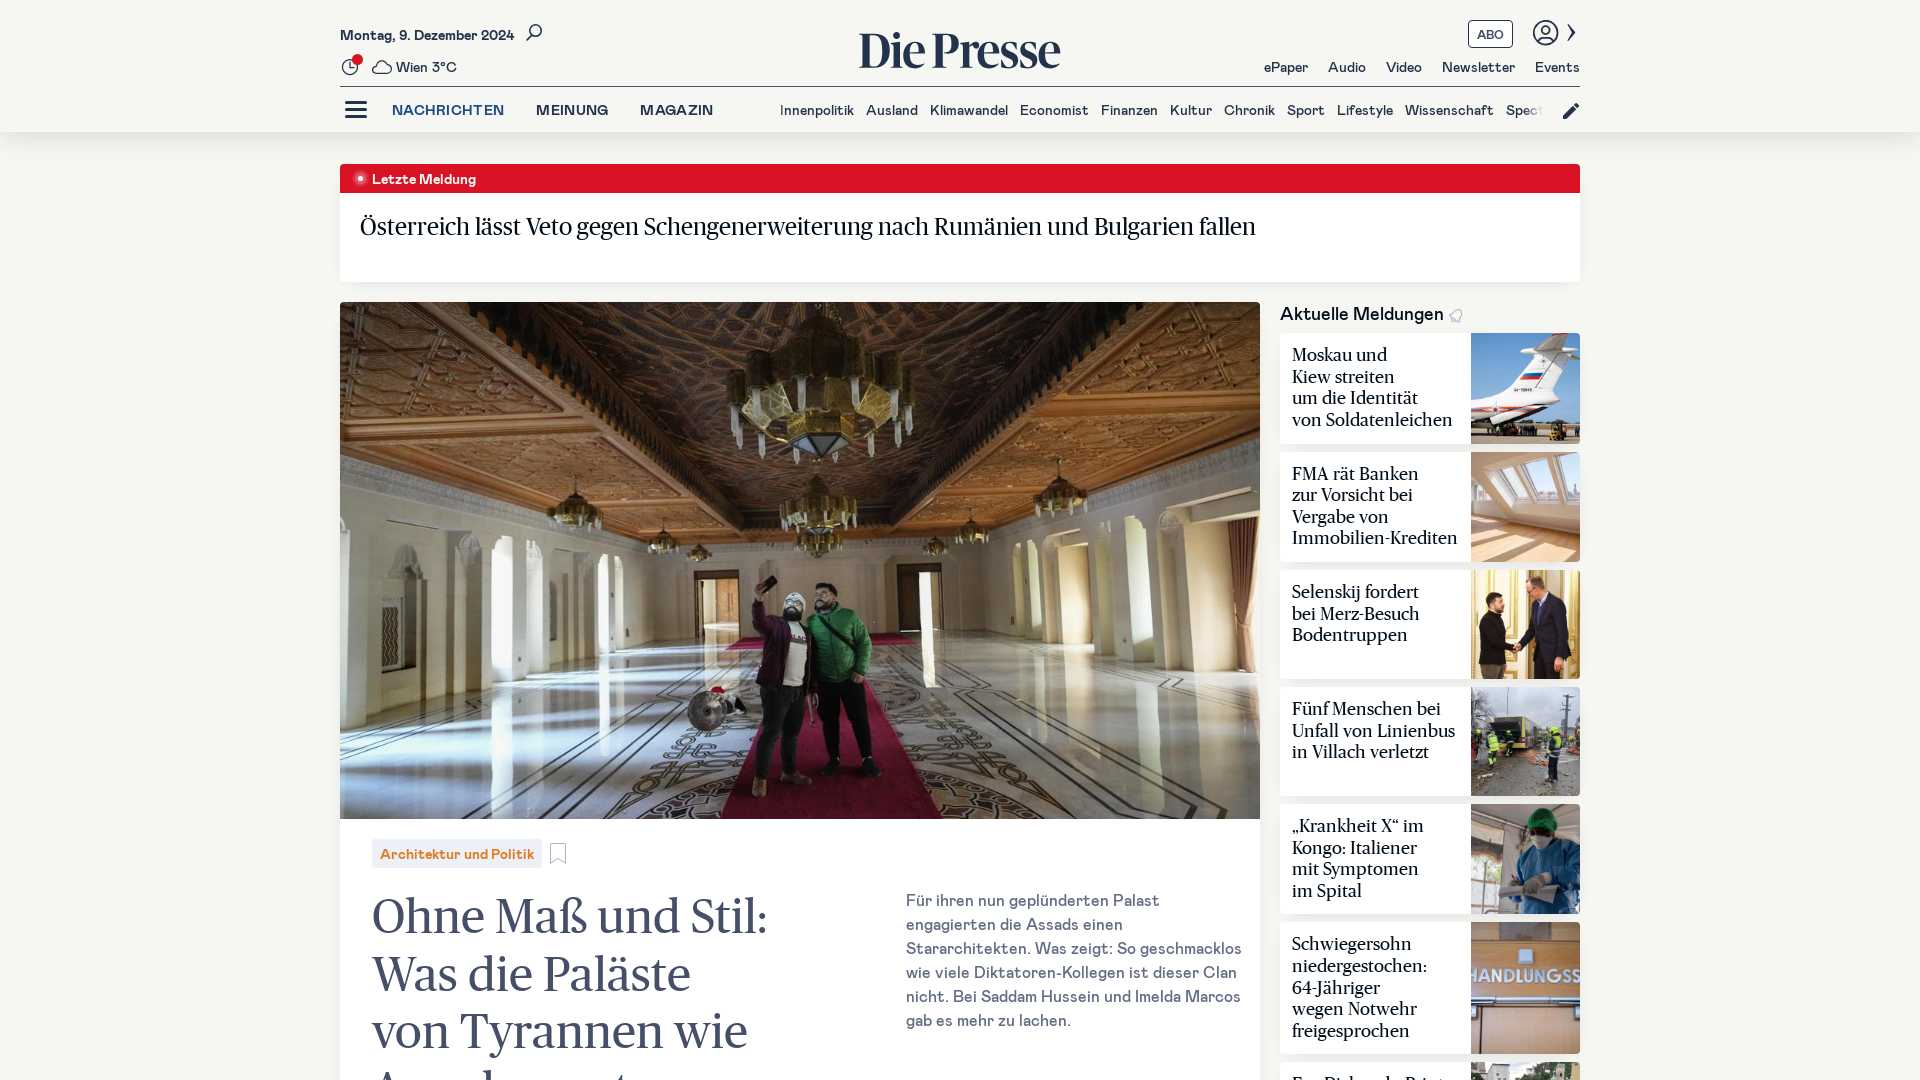 Montag, 9. Dezember 2024
Wien 3°C
Die Presse
ABO
ePaper Audio Video Newsletter Events
NACHRICHTEN MEINUNG MAGAZIN
Innenpolitik Ausland Klimawandel Economist Finanzen Kultur Chronik Sport Lifestyle Wissenschaft Spect
Letzte Meldung
Österreich lässt Veto gegen Schengenerweiterung nach Rumänien und Bulgarien fallen
Architektur und Politik
Ohne Maß und Stil:
Was die Paläste
von Tyrannen wie
Für ihren nun geplünderten Palast
engagierten die Assads einen
Stararchitekten. Was zeigt: So geschmacklos
wie viele Diktatoren-Kollegen ist dieser Clan
nicht. Bei Saddam Hussein und Imelda Marcos
gab es mehr zu lachen.
Aktuelle Meldungen
Moskau und
Kiew streiten
um die Identität
von Soldatenleichen
FMA rät Banken
zur Vorsicht bei
Vergabe von
Immobilien-Krediten
Selenskij fordert
bei Merz-Besuch
Bodentruppen
Fünf Menschen bei
Unfall von Linienbus
in Villach verletzt
„Krankheit X“ im
Kongo: Italiener
mit Symptomen
im Spital
Schwiegersohn
niedergestochen:
64-Jähriger
wegen Notwehr
freigesprochen
HANDLUNGSS